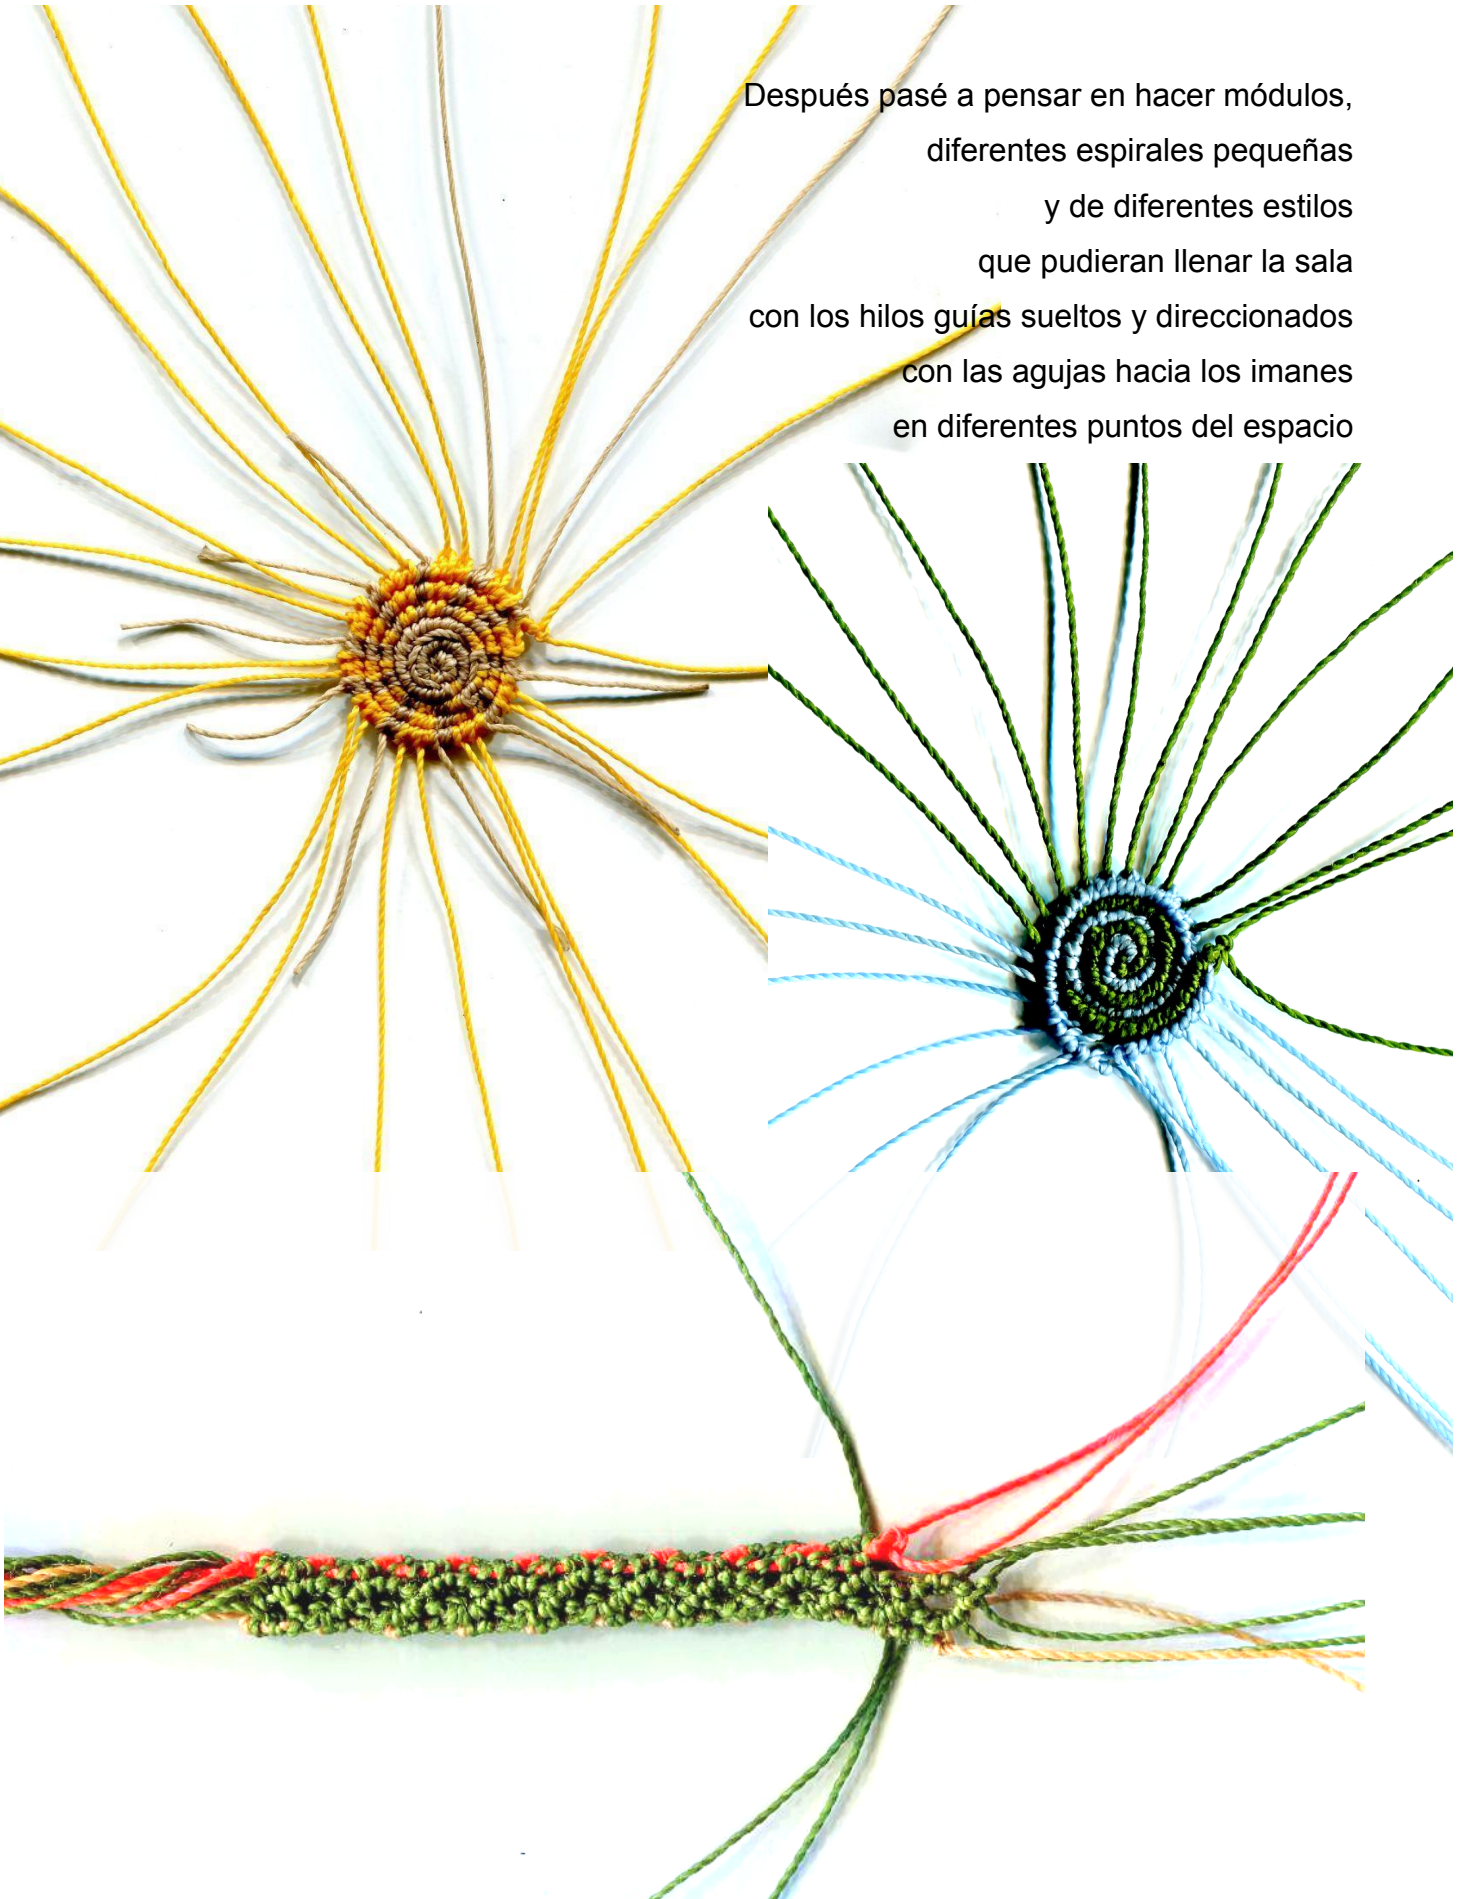 Después pasé a pensar en hacer módulos,
diferentes espirales pequeñas
y de diferentes estilos
que pudieran llenar la sala
con los hilos guías sueltos y direccionados
con las agujas hacia los imanes
en diferentes puntos del espacio